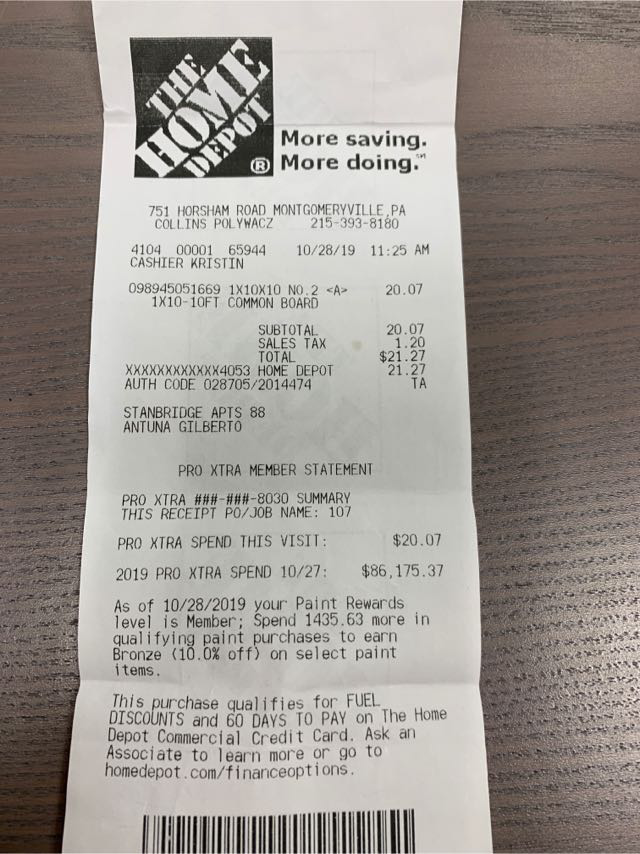 THE
HOME
DEPOT
®
More saving.
More doing.℠
751 HORSHAM ROAD MONTGOMERYVILLE,PA
COLLINS POLYWACZ 215-393-8180
4104 00001 65944 10/28/19 11:25 AM
CASHIER KRISTIN
098945051669 1X10X10 NO.2 <A> 20.07
1X10-10FT COMMON BOARD
SUBTOTAL 20.07
SALES TAX 1.20
TOTAL $21.27
XXXXXXXXXXXX4053 HOME DEPOT 21.27
AUTH CODE 028705/2014474 TA
STANBRIDGE APTS 88
ANTUNA GILBERTO
PRO XTRA MEMBER STATEMENT
PRO XTRA ###-###-8030 SUMMARY
THIS RECEIPT PO/JOB NAME: 107
PRO XTRA SPEND THIS VISIT: $20.07
2019 PRO XTRA SPEND 10/27: $86,175.37
As of 10/28/2019 your Paint Rewards
level is Member; Spend 1435.63 more in
qualifying paint purchases to earn
Bronze (10.0% off) on select paint
items.
This purchase qualifies for FUEL
DISCOUNTS and 60 DAYS TO PAY on The Home
Depot Commercial Credit Card. Ask an
Associate to learn more or go to
homedepot.com/financeoptions.